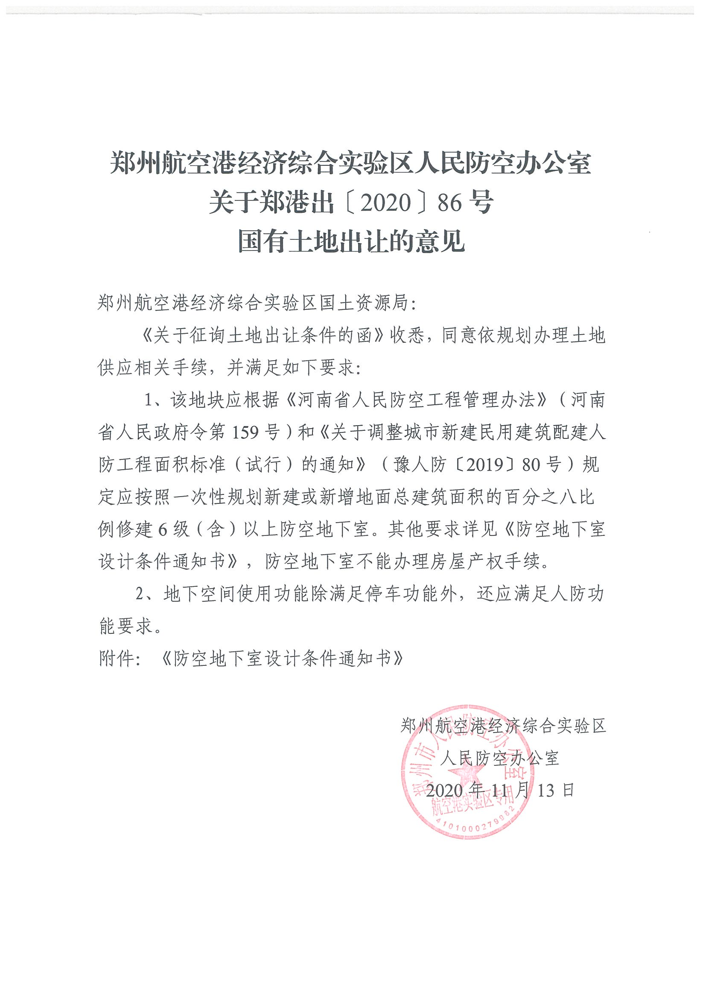 郑州航空港经济综合实验区人民防空办公室
关于郑港出〔2020〕86号
国有土地出让的意见
郑州航空港经济综合实验区国土资源局：
《关于征询土地出让条件的函》收悉，同意依规划办理土地
供应相关手续，并满足如下要求：
1、该地块应根据《河南省人民防空工程管理办法》（河南
省人民政府令第159号）和《关于调整城市新建民用建筑配建人
防工程面积标准（试行）的通知》（豫人防〔2019〕80号）规
定应按照一次性规划新建或新增地面总建筑面积的百分之八比
例修建6级（含）以上防空地下室。其他要求详见《防空地下室
设计条件通知书》，防空地下室不能办理房屋产权手续。
2、地下空间使用功能除满足停车功能外，还应满足人防功
能要求。
附件：《防空地下室设计条件通知书》
郑州航空港经济综合实验区
人民防空办公室
2020年11月13日
郑州市人民防空办公室
航空港实验区专用
4101000279982